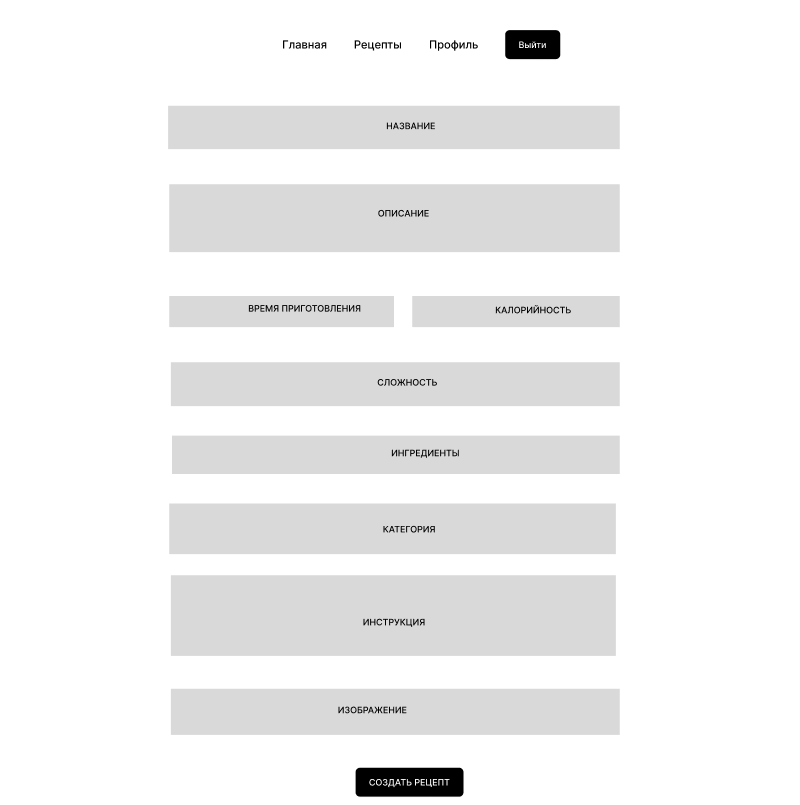 Главная Рецепты Профиль Выйти
НАЗВАНИЕ
ОПИСАНИЕ
ВРЕМЯ ПРИГОТОВЛЕНИЯ КАЛОРИЙНОСТЬ
СЛОЖНОСТЬ
ИНГРЕДИЕНТЫ
КАТЕГОРИЯ
ИНСТРУКЦИЯ
ИЗОБРАЖЕНИЕ
СОЗДАТЬ РЕЦЕПТ